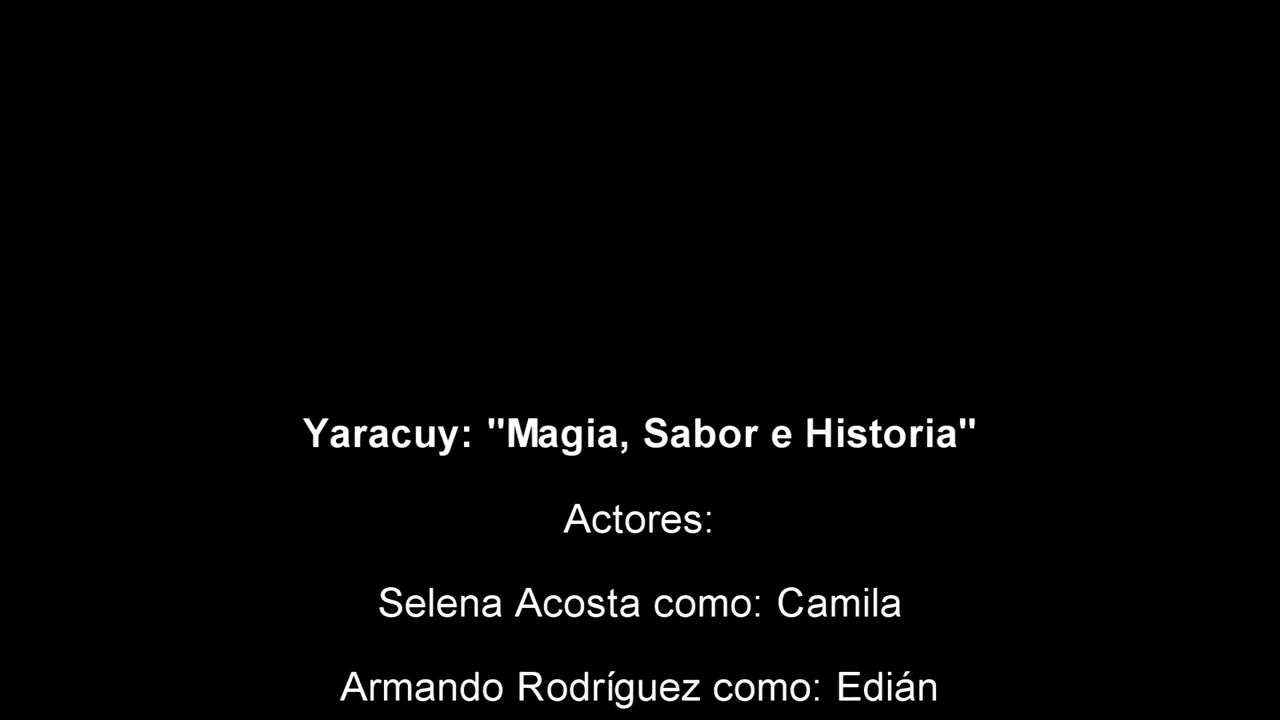 Yaracuy: "Magia, Sabor e Historia"
Actores:
Selena Acosta como: Camila
Armando Rodríguez como: Edián